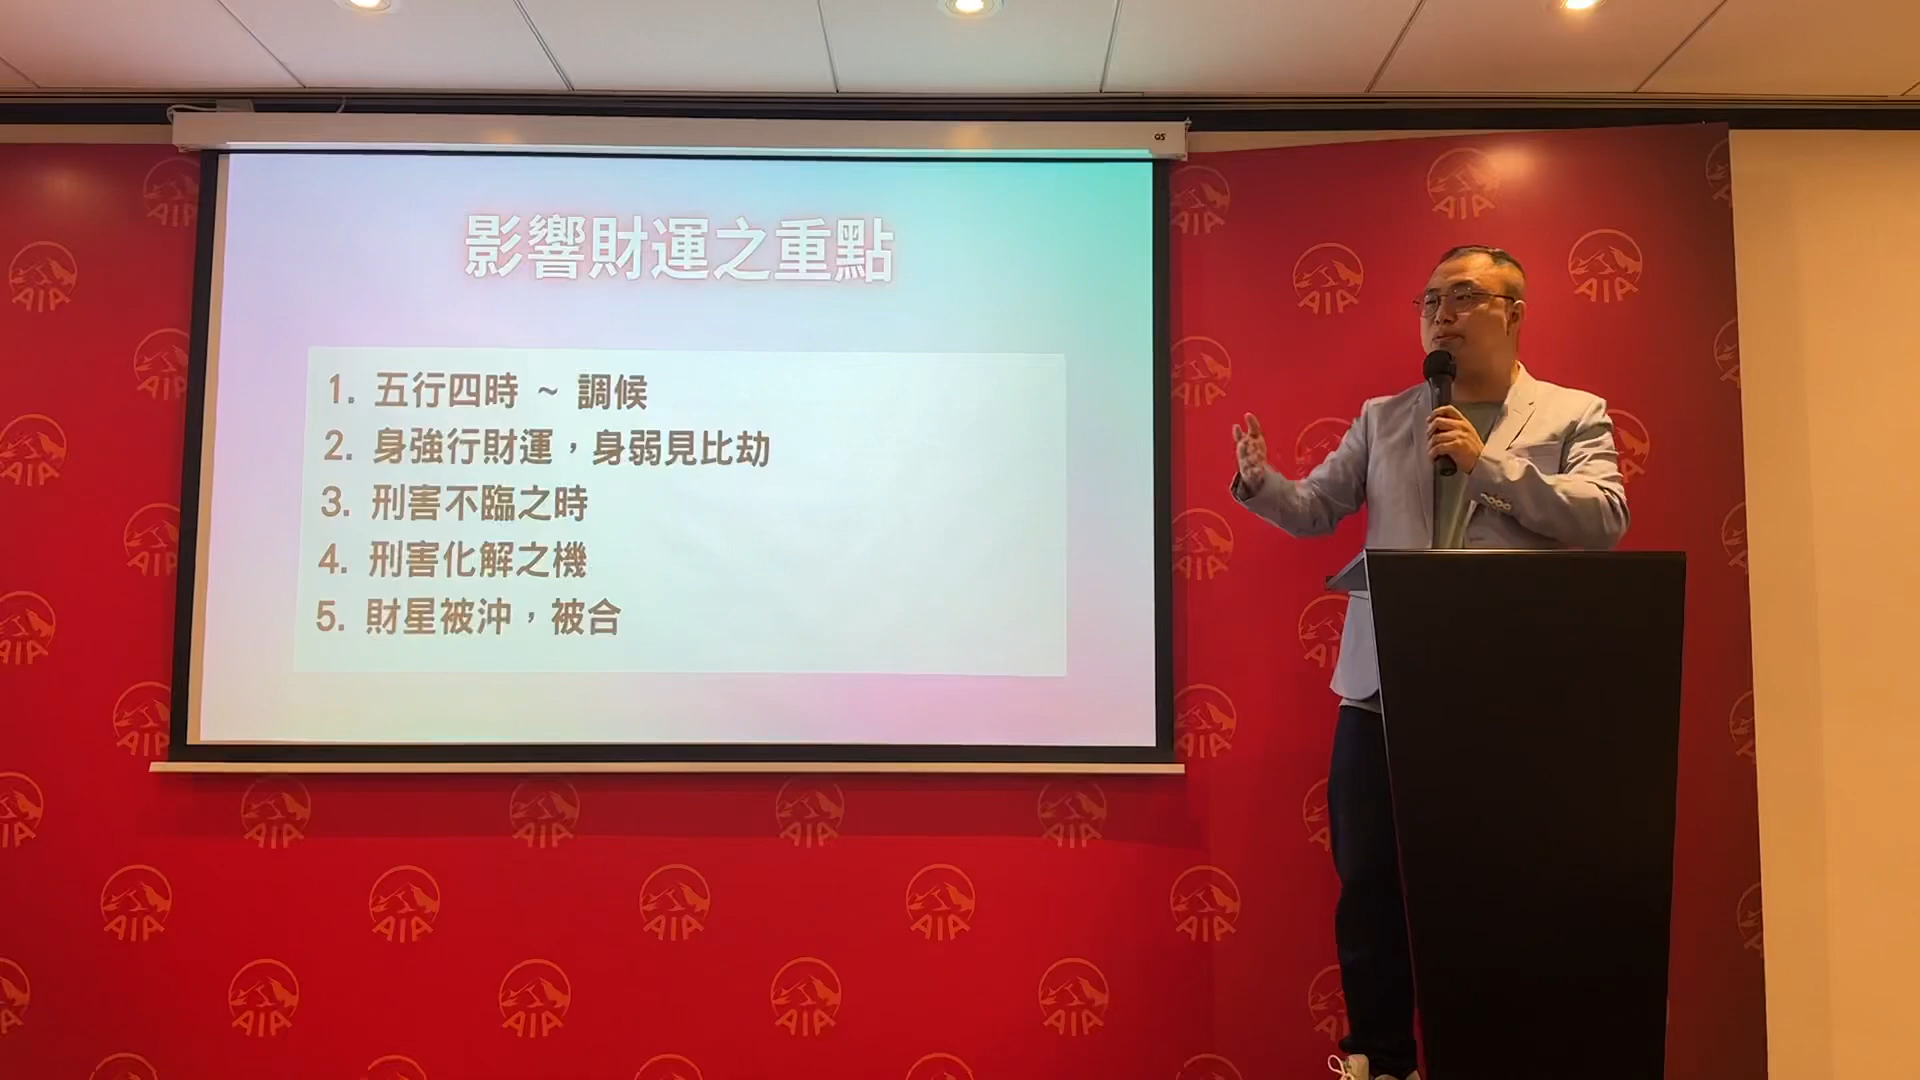 影響財運之重點
1. 五行四時 ~ 調候
2. 身強行財運，身弱見比劫
3. 刑害不臨之時
4. 刑害化解之機
5. 財星被沖，被合
AIA